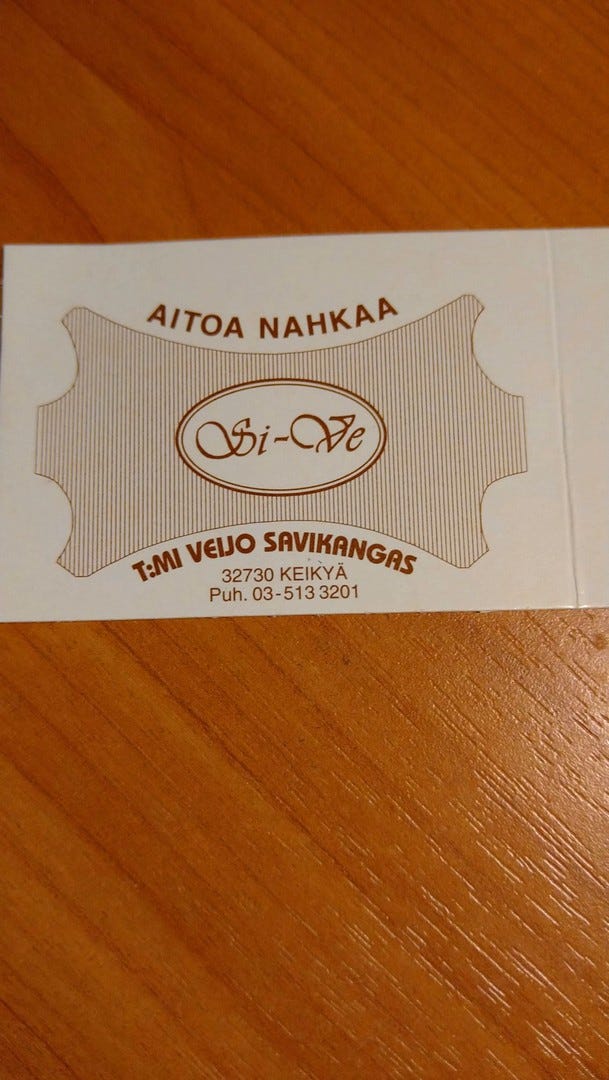 AITOA NAHKAA
Si-Ve
T:MI VEIJO SAVIKANGAS
32730 KEIKYÄ
Puh. 03-513 3201